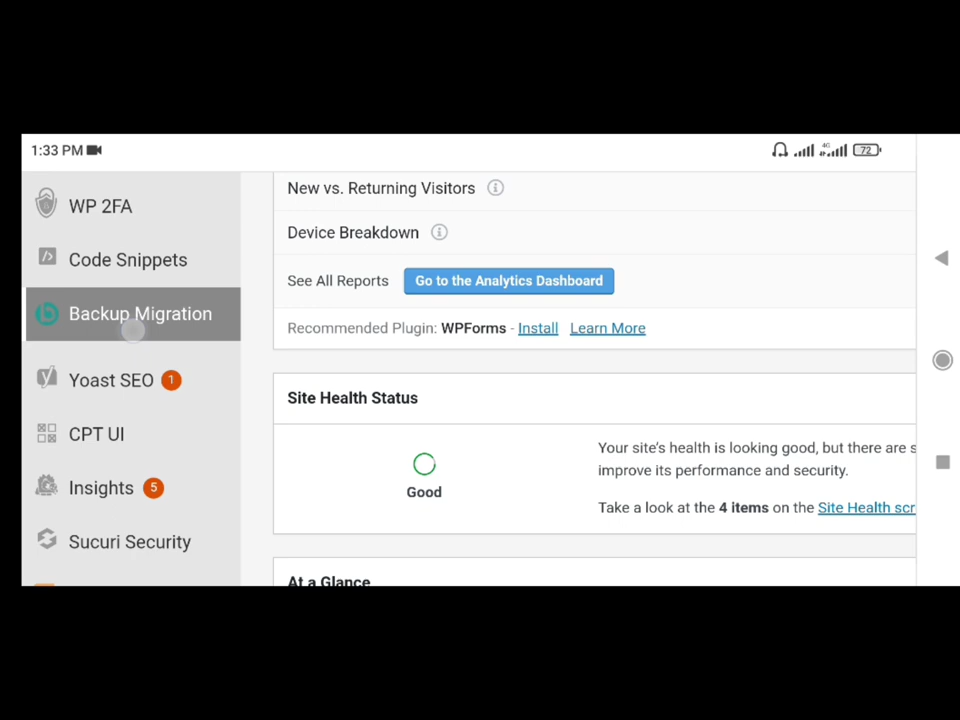 1:33 PM
4G
72
WP 2FA
Code Snippets
Backup Migration
Yoast SEO 1
CPT UI
Insights 5
Sucuri Security
New vs. Returning Visitors
Device Breakdown
See All Reports Go to the Analytics Dashboard
Recommended Plugin: WPForms - Install Learn More
Site Health Status
Good
Your site's health is looking good, but there are s
improve its performance and security.
Take a look at the 4 items on the Site Health scr
At a Glance